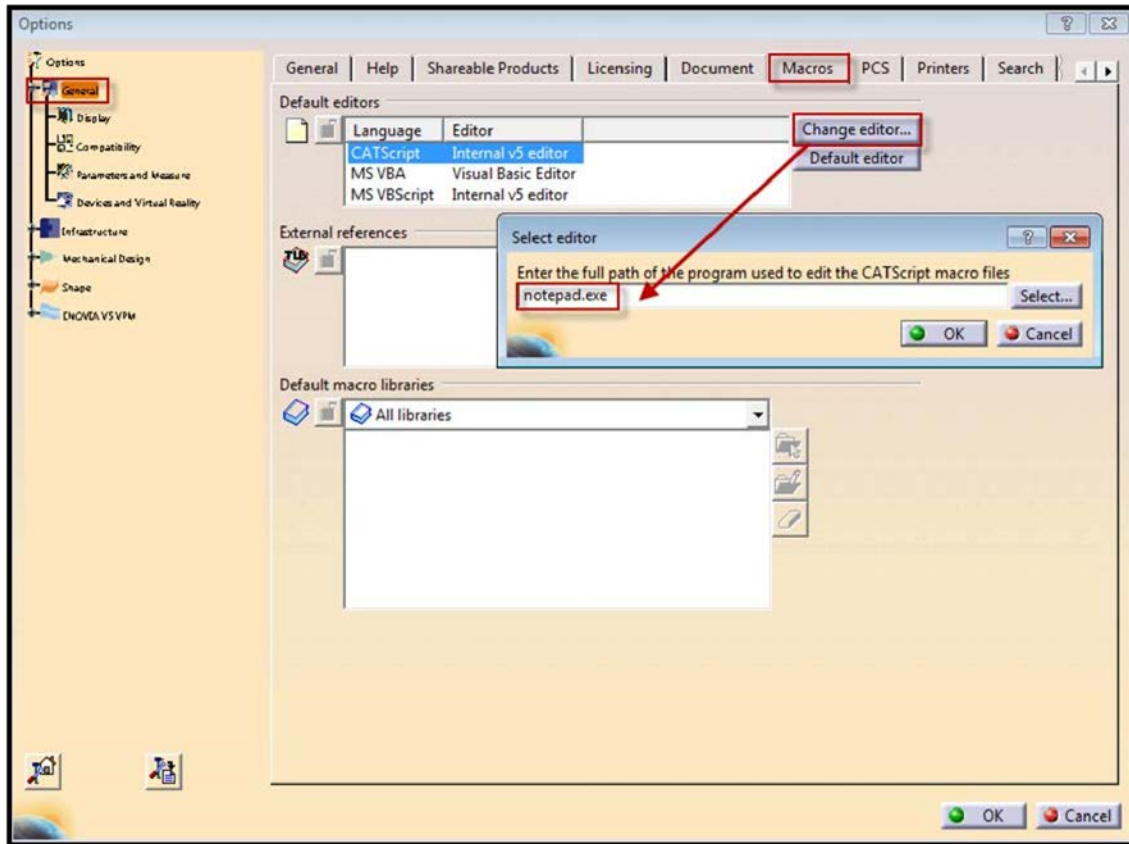 Options
Options
General
Display
Compatibility
Parameters and Measure
Devices and Virtual Reality
Infrastructure
Mechanical Design
Shape
ENOVIA V5 VPM
General Help Shareable Products Licensing Document Macros PCS Printers Search
Default editors
Language Editor
CATScript Internal v5 editor
MS VBA Visual Basic Editor
MS VBScript Internal v5 editor
Change editor...
Default editor
External references
TLB
Select editor
Enter the full path of the program used to edit the CATScript macro files
notepad.exe
Select...
OK Cancel
Default macro libraries
All libraries
OK Cancel